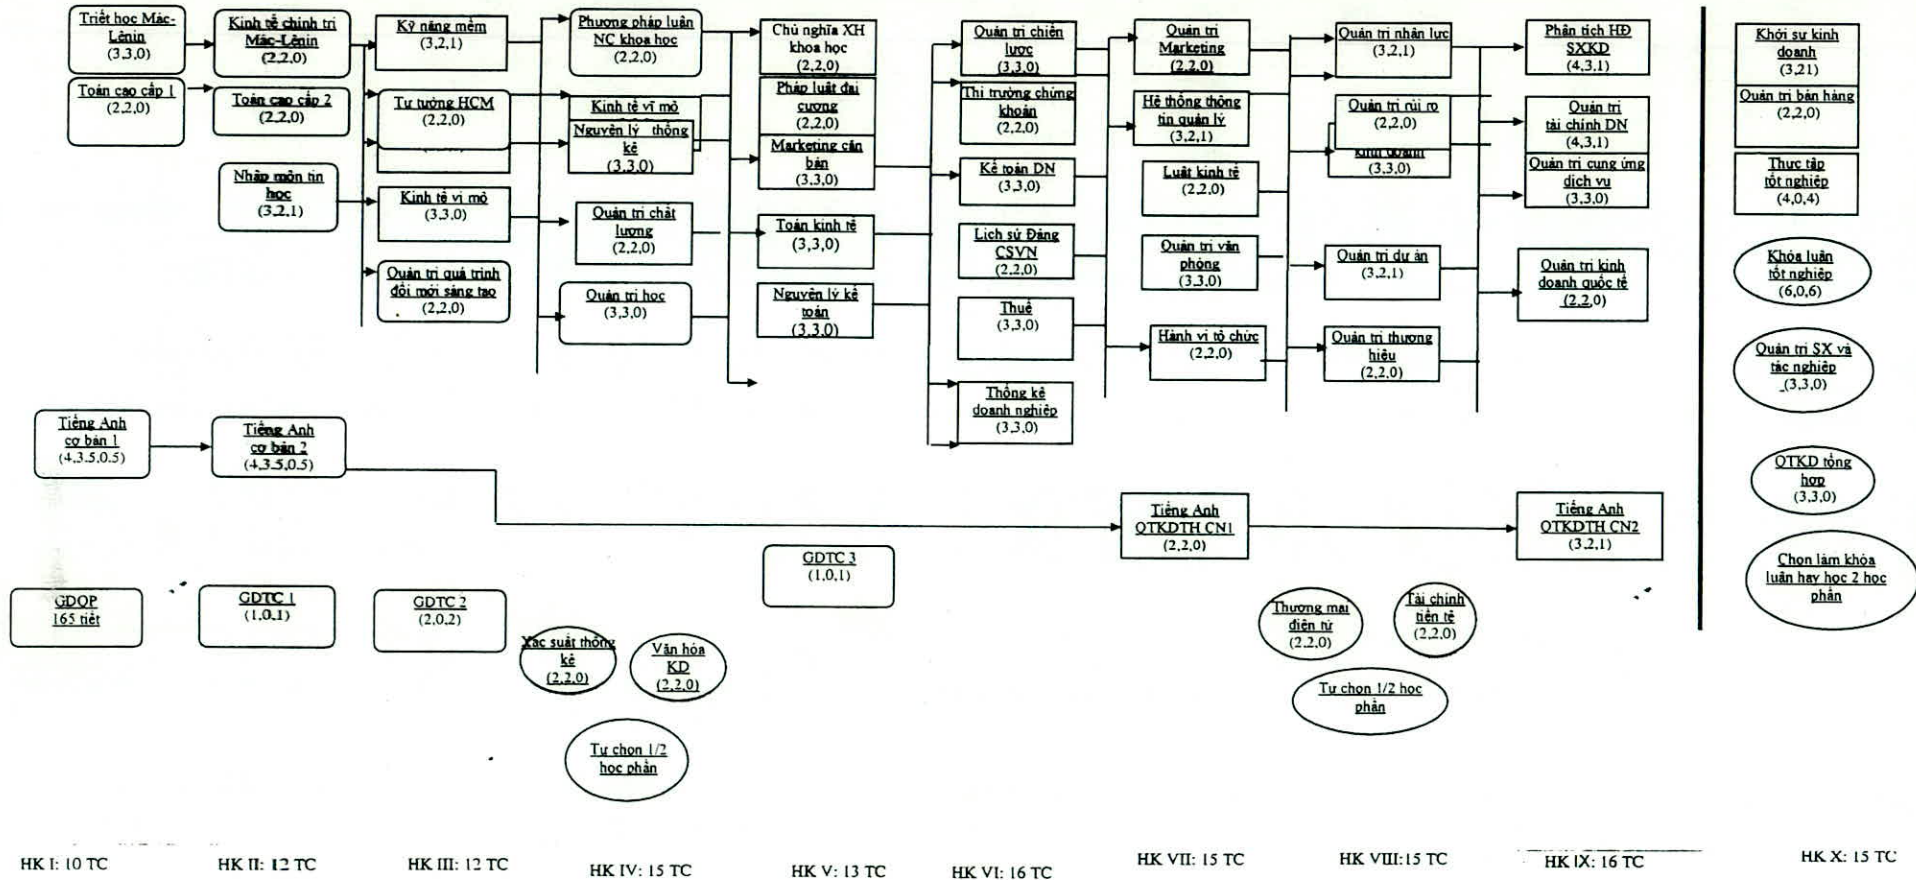 Triết học Mác-
Lênin
(3,3,0)
Toán cao cấp 1
(2,2,0)
Kinh tế chính trị
Mác-Lênin
(2,2,0)
Toán cao cấp 2
(2,2,0)
Nhập môn tin
học
(3,2,1)
Kỹ năng mềm
(3,2,1)
Tư tưởng HCM
(2,2,0)
Kinh tế vi mô
(3,3,0)
Quản trị quá trình
đổi mới sáng tạo
(2,2,0)
Phương pháp luận
NC khoa học
(2,2,0)
Kinh tế vĩ mô
Nguyên lý thống
kê
(3,3,0)
Quản trị chất
lượng
(2,2,0)
Quản trị học
(3,3,0)
Chủ nghĩa XH
khoa học
(2,2,0)
Pháp luật đại
cương
(2,2,0)
Marketing căn
bản
(3,3,0)
Toán kinh tế
(3,3,0)
Nguyên lý kế
toán
(3,3,0)
Quản trị chiến
lược
(3,3,0)
Thị trường chứng
khoán
(2,2,0)
Kế toán DN
(3,3,0)
Lịch sử Đảng
CSVN
(2,2,0)
Thuế
(3,3,0)
Thống kê
doanh nghiệp
(3,3,0)
Quản trị
Marketing
(2,2,0)
Hệ thống thông
tin quản lý
(3,2,1)
Luật kinh tế
(2,2,0)
Quản trị văn
phòng
(3,3,0)
Hành vi tổ chức
(2,2,0)
Quản trị nhân lực
(3,2,1)
Quản trị rủi ro
(2,2,0)
kinh doanh
(3,3,0)
Quản trị dự án
(3,2,1)
Quản trị thương
hiệu
(2,2,0)
Phân tích HĐ
SXKD
(4,3,1)
Quản trị
tài chính DN
(4,3,1)
Quản trị cung ứng
dịch vụ
(3,3,0)
Quản trị kinh
doanh quốc tế
(2,2,0)
Khởi sự kinh
doanh
(3,21)
Quản trị bán hàng
(2,2,0)
Thực tập
tốt nghiệp
(4,0,4)
Khóa luận
tốt nghiệp
(6,0,6)
Quản trị SX và
tác nghiệp
(3,3,0)
QTKD tổng
hợp
(3,3,0)
Chọn làm khóa
luận hay học 2 học
phần
Tiếng Anh
cơ bản 1
(4,3.5,0.5)
Tiếng Anh
cơ bản 2
(4,3.5,0.5)
Tiếng Anh
QTKDTH CN1
(2,2,0)
Tiếng Anh
QTKDTH CN2
(3,2,1)
GDQP
165 tiết
GDTC 1
(1,0,1)
GDTC 2
(2,0,2)
GDTC 3
(1,0,1)
Xác suất thống
kê
(2,2,0)
Văn hóa
KD
(2,2,0)
Tự chọn 1/2
học phần
Thương mại
điện tử
(2,2,0)
Tài chính
tiền tệ
(2,2,0)
Tự chọn 1/2 học
phần
HK I: 10 TC
HK II: 12 TC
HK III: 12 TC
HK IV: 15 TC
HK V: 13 TC
HK VI: 16 TC
HK VII: 15 TC
HK VIII:15 TC
HK IX: 16 TC
HK X: 15 TC